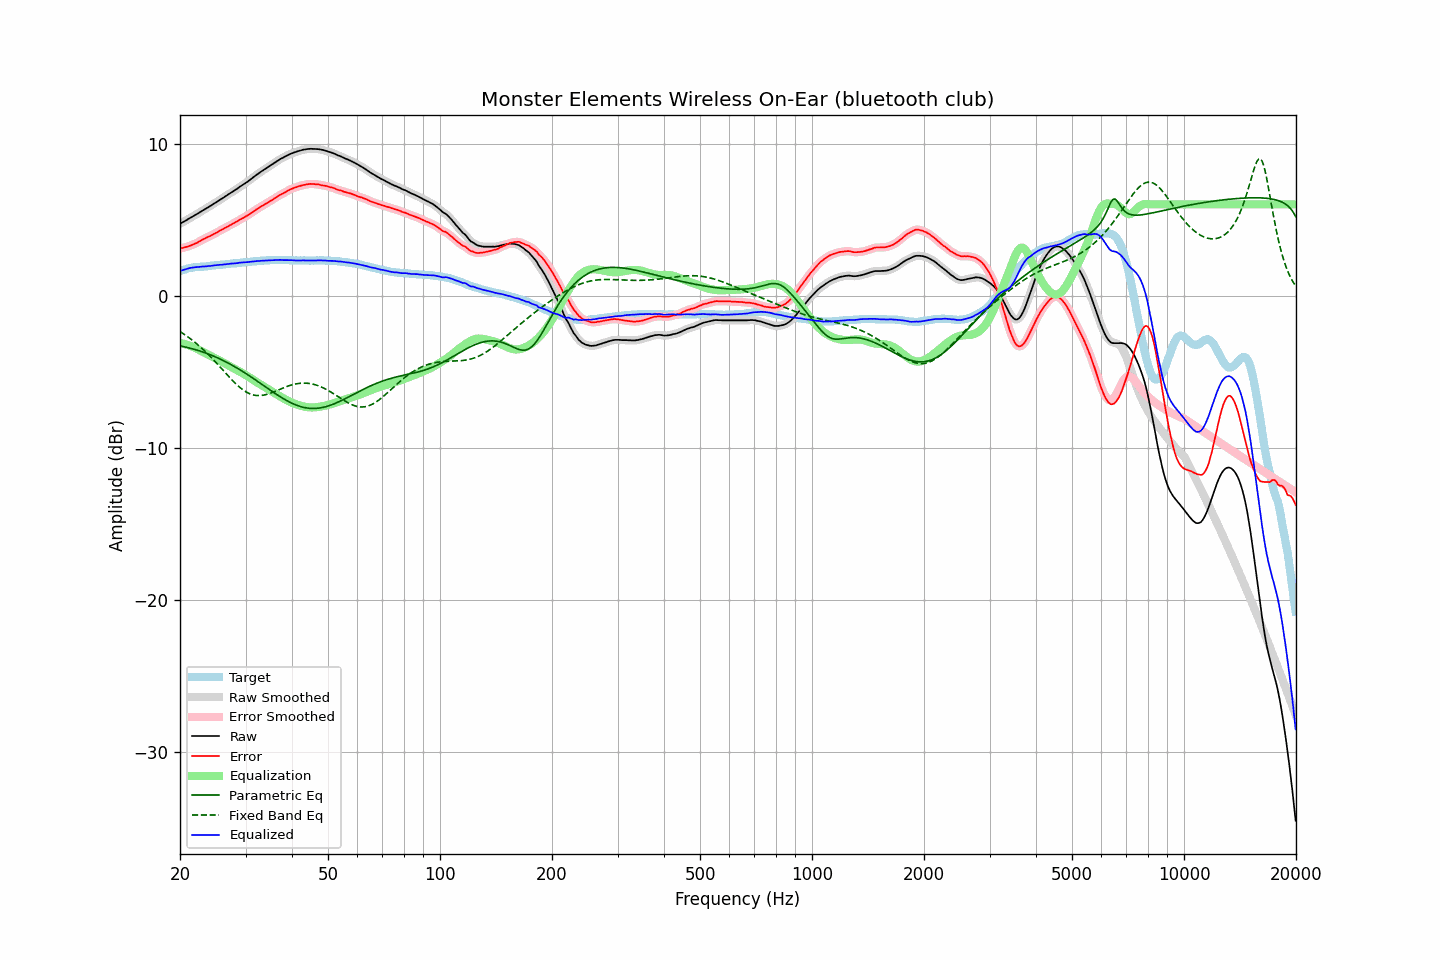 Monster Elements Wireless On-Ear (bluetooth club)
10
0
−10
−20
−30
Amplitude (dBr)
Target
Raw Smoothed
Error Smoothed
Raw
Error
Equalization
Parametric Eq
Fixed Band Eq
Equalized
20 50 100 200 500 1000 2000 5000 10000 20000
Frequency (Hz)